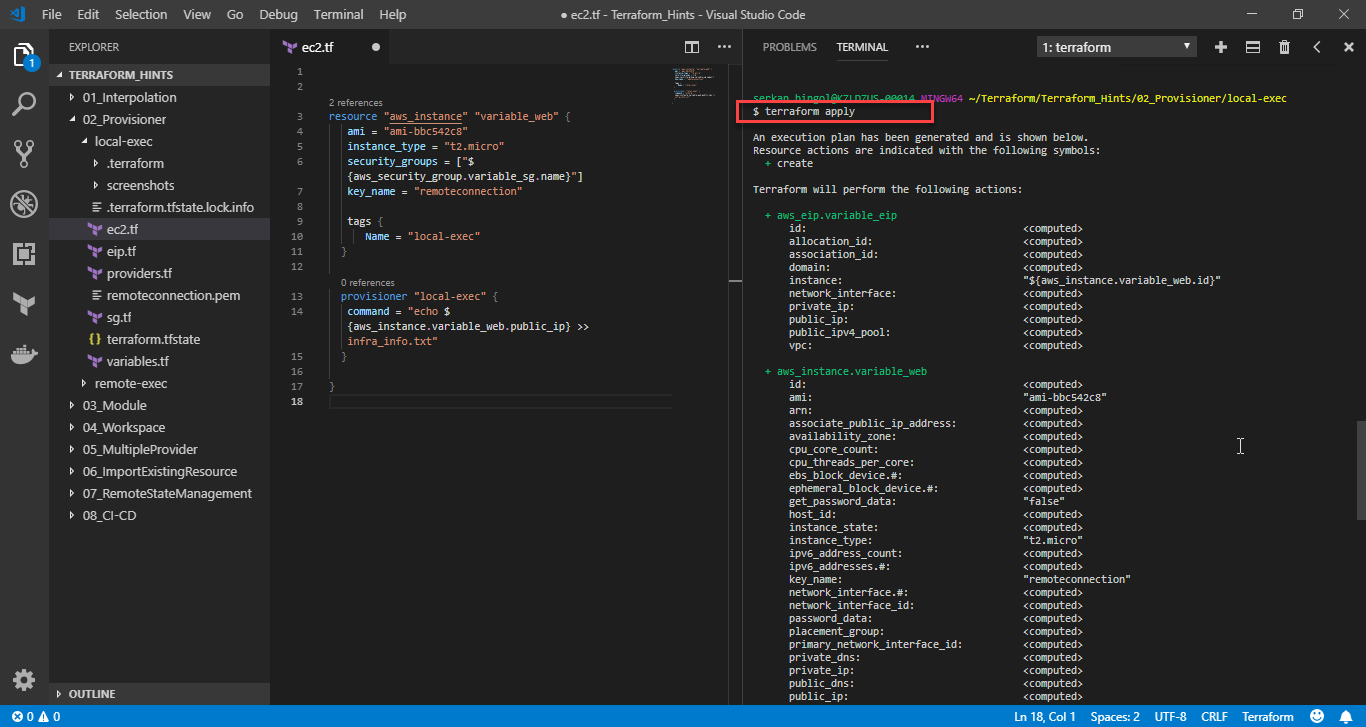 File Edit Selection View Go Debug Terminal Help
● ec2.tf - Terraform_Hints - Visual Studio Code
1
EXPLORER
TERRAFORM_HINTS
01_Interpolation
02_Provisioner
local-exec
.terraform
screenshots
.terraform.tfstate.lock.info
ec2.tf
eip.tf
providers.tf
remoteconnection.pem
sg.tf
{} terraform.tfstate
variables.tf
remote-exec
03_Module
04_Workspace
05_MultipleProvider
06_ImportExistingResource
07_RemoteStateManagement
08_CI-CD
OUTLINE
ec2.tf ●
1
2
2 references
3 resource "aws_instance" "variable_web" {
4 ami = "ami-bbc542c8"
5 instance_type = "t2.micro"
6 security_groups = ["$
{aws_security_group.variable_sg.name}"]
7 key_name = "remoteconnection"
8
9 tags {
10 Name = "local-exec"
11 }
12
0 references
13 provisioner "local-exec" {
14 command = "echo $
{aws_instance.variable_web.public_ip} >>
infra_info.txt"
15 }
16
17 }
18
PROBLEMS TERMINAL ••• 1: terraform
MINGW64 ~/Terraform/Terraform_Hints/02_Provisioner/local-exec
$ terraform apply
An execution plan has been generated and is shown below.
Resource actions are indicated with the following symbols:
+ create
Terraform will perform the following actions:
+ aws_eip.variable_eip
id: <computed>
allocation_id: <computed>
association_id: <computed>
domain: <computed>
instance: "${aws_instance.variable_web.id}"
network_interface: <computed>
private_ip: <computed>
public_ip: <computed>
public_ipv4_pool: <computed>
vpc: <computed>
+ aws_instance.variable_web
id: <computed>
ami: "ami-bbc542c8"
arn: <computed>
associate_public_ip_address: <computed>
availability_zone: <computed>
cpu_core_count: <computed>
cpu_threads_per_core: <computed>
ebs_block_device.#: <computed>
ephemeral_block_device.#: <computed>
get_password_data: "false"
host_id: <computed>
instance_state: <computed>
instance_type: "t2.micro"
ipv6_address_count: <computed>
ipv6_addresses.#: <computed>
key_name: "remoteconnection"
network_interface.#: <computed>
network_interface_id: <computed>
password_data: <computed>
placement_group: <computed>
primary_network_interface_id: <computed>
private_dns: <computed>
private_ip: <computed>
public_dns: <computed>
public_ip: <computed>
0 0
Ln 18, Col 1 Spaces: 2 UTF-8 CRLF Terraform